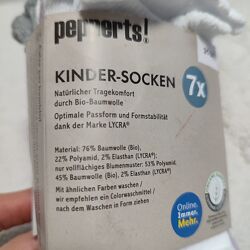 pepperts!
KINDER-SOCKEN
7x
Natürlicher Tragekomfort
durch Bio-Baumwolle
Optimale Passform und Formstabilität
dank der Marke LYCRA®
Material: 76% Baumwolle (Bio),
22% Polyamid, 2% Elasthan (LYCRA®);
nur vollflächiges Blumenmuster: 53% Polyamid,
45% Baumwolle (Bio), 2% Elasthan (LYCRA®)
Mit ähnlichen Farben waschen /
wir empfehlen ein Colorwaschmittel /
nach dem Waschen in Form ziehen
Online.
Immer.
Mehr.